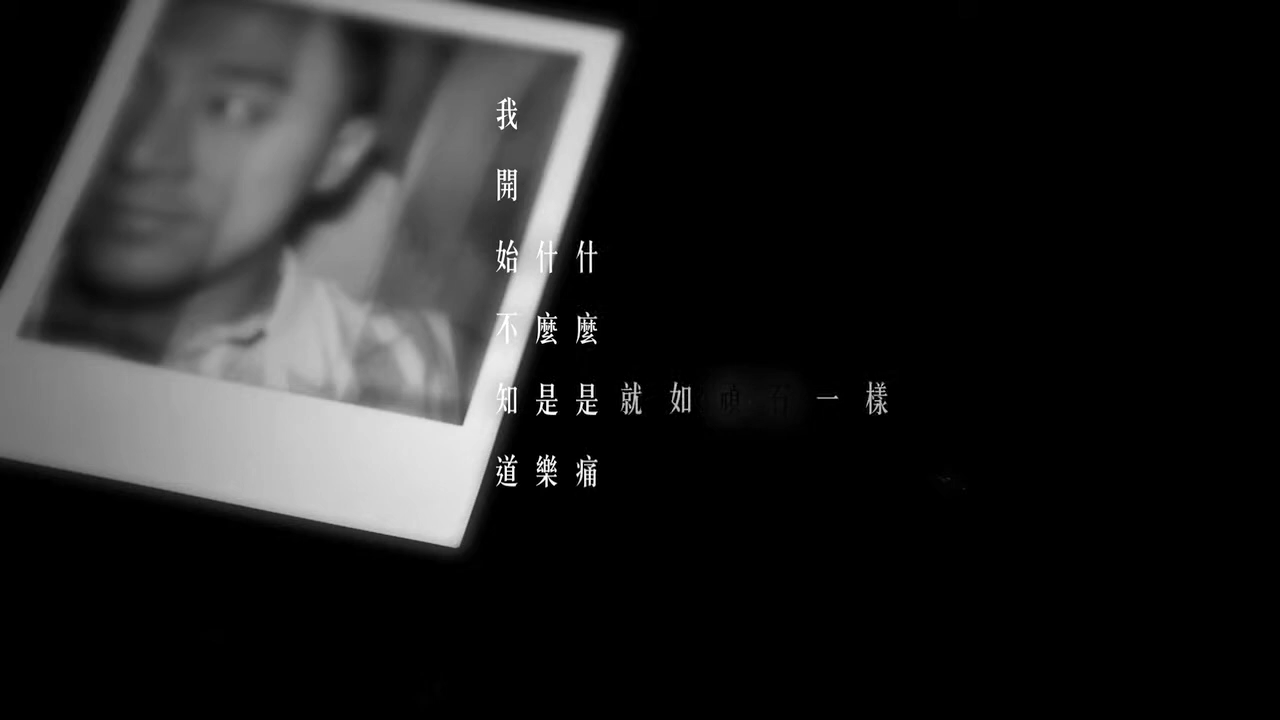 我開始不知道
什麼是樂
什麼是痛
就如 一樣